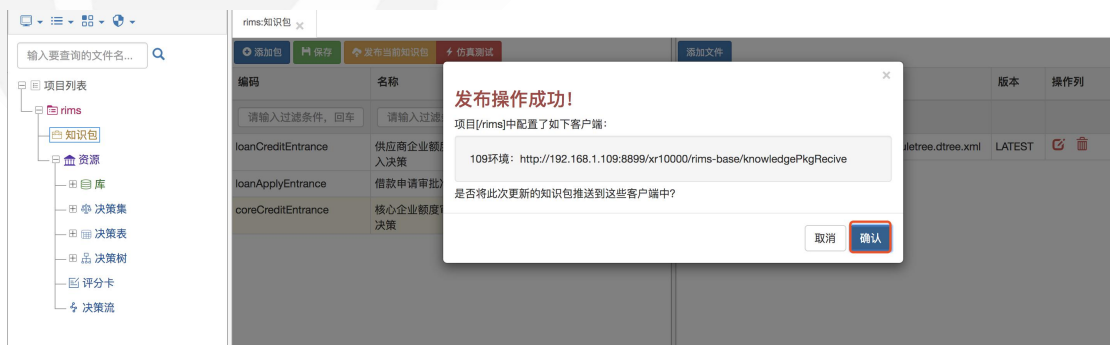 rims:知识包
输入要查询的文件名...
添加包 保存 发布当前知识包 仿真测试
添加文件
项目列表
rims
知识包
资源
库
决策集
决策表
决策树
评分卡
决策流
编码 名称
版本 操作列
请输入过滤条件，回车 请输入过滤
loanCreditEntrance 供应商企业额
入决策
uletree.dtree.xml LATEST
loanApplyEntrance 借款申请审批
coreCreditEntrance 核心企业额度
决策
发布操作成功!
项目[/rims]中配置了如下客户端：
109环境：http://192.168.1.109:8899/xr10000/rims-base/knowledgePkgRecive
是否将此次更新的知识包推送到这些客户端中?
取消 确认